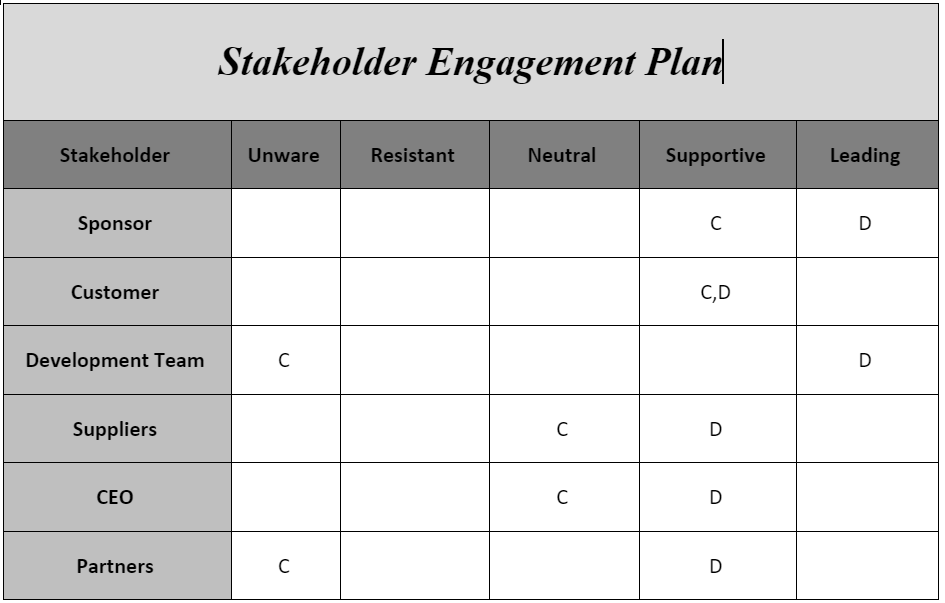 Stakeholder Engagement Plan
Stakeholder Unware Resistant Neutral Supportive Leading
Sponsor C D
Customer C,D
Development Team C D
Suppliers C D
CEO C D
Partners C D